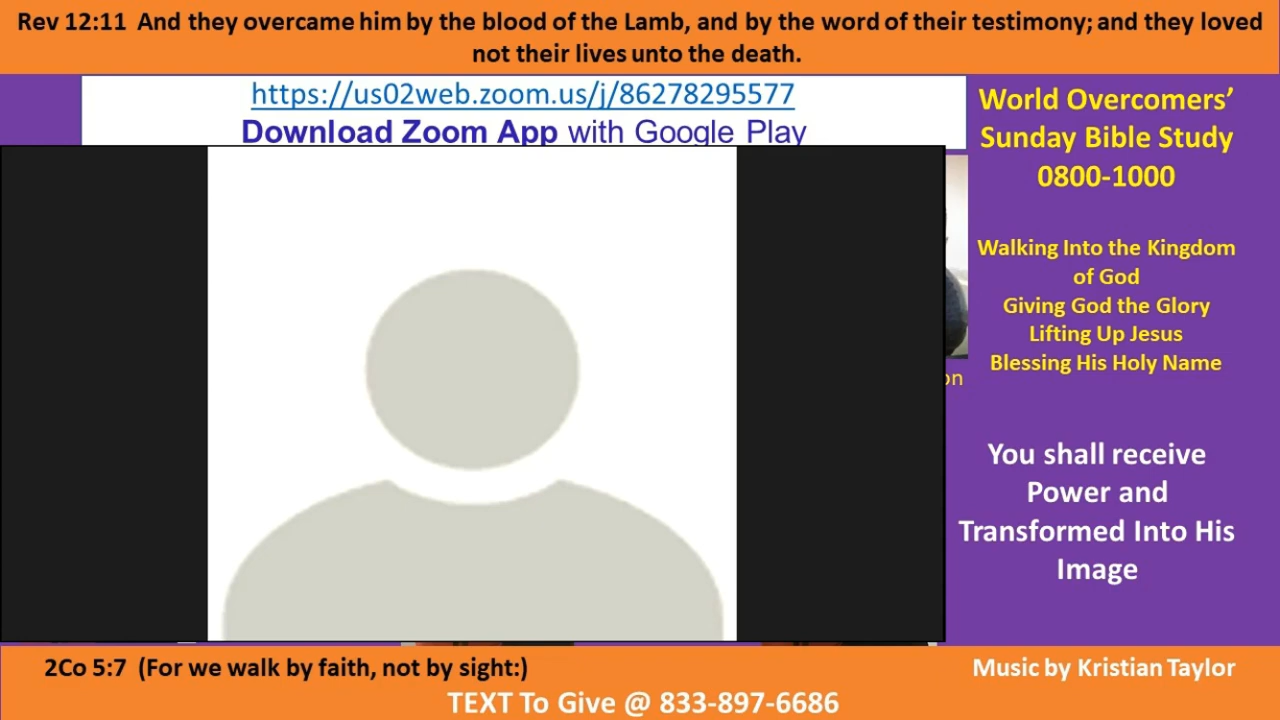 Rev 12:11 And they overcame him by the blood of the Lamb, and by the word of their testimony; and they loved
not their lives unto the death.
https://us02web.zoom.us/j/86278295577
Download Zoom App with Google Play
World Overcomers’
Sunday Bible Study
0800-1000
Walking Into the Kingdom
of God
Giving God the Glory
Lifting Up Jesus
Blessing His Holy Name
You shall receive
Power and
Transformed Into His
Image
2Co 5:7 (For we walk by faith, not by sight:)
Music by Kristian Taylor
TEXT To Give @ 833-897-6686